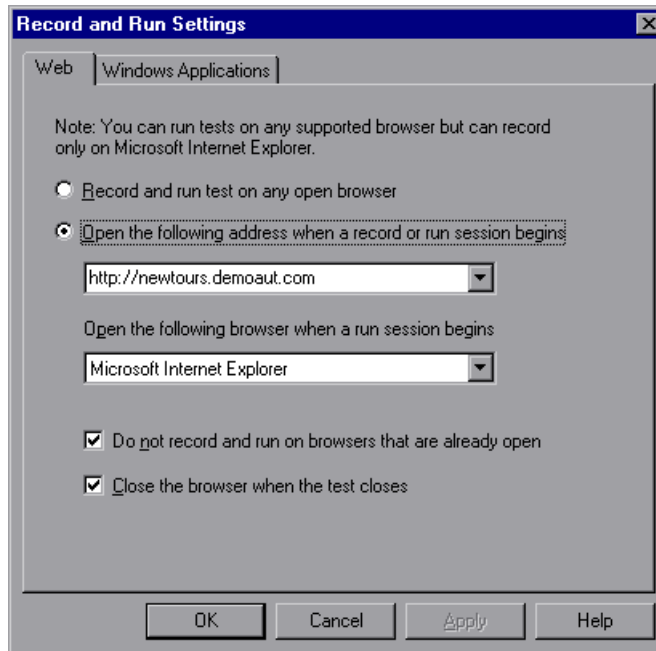 Record and Run Settings
Web
Windows Applications
Note: You can run tests on any supported browser but can record
only on Microsoft Internet Explorer.
Record and run test on any open browser
Open the following address when a record or run session begins
http://newtours.demoaut.com
Open the following browser when a run session begins
Microsoft Internet Explorer
Do not record and run on browsers that are already open
Close the browser when the test closes
OK
Cancel
Apply
Help